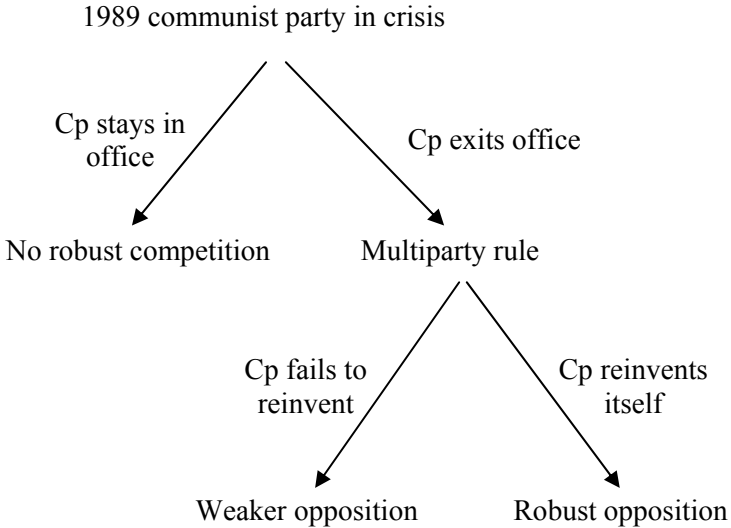 1989 communist party in crisis
Cp stays in
office
Cp exits office
No robust competition
Multiparty rule
Cp fails to
reinvent
Cp reinvents
itself
Weaker opposition
Robust opposition